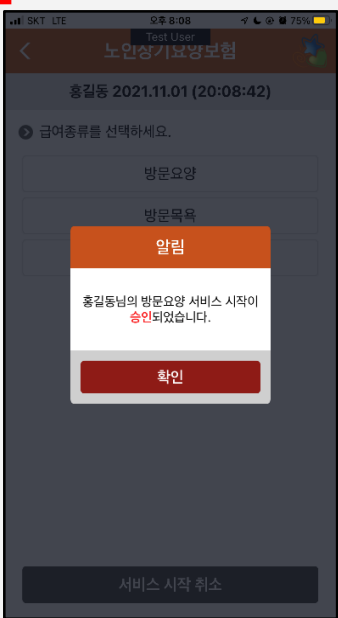 SKT LTE 오후 8:08 75%
Test User
노인장기요양보험
홍길동 2021.11.01 (20:08:42)
급여종류를 선택하세요.
방문요양
방문목욕
알림
홍길동님의 방문요양 서비스 시작이
승인되었습니다.
확인
서비스 시작 취소